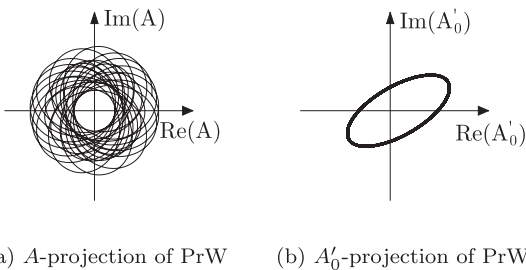 Im(A)
Re(A)
Im(A'₀)
Re(A'₀)
a) A-projection of PrW
(b) A′₀-projection of PrW